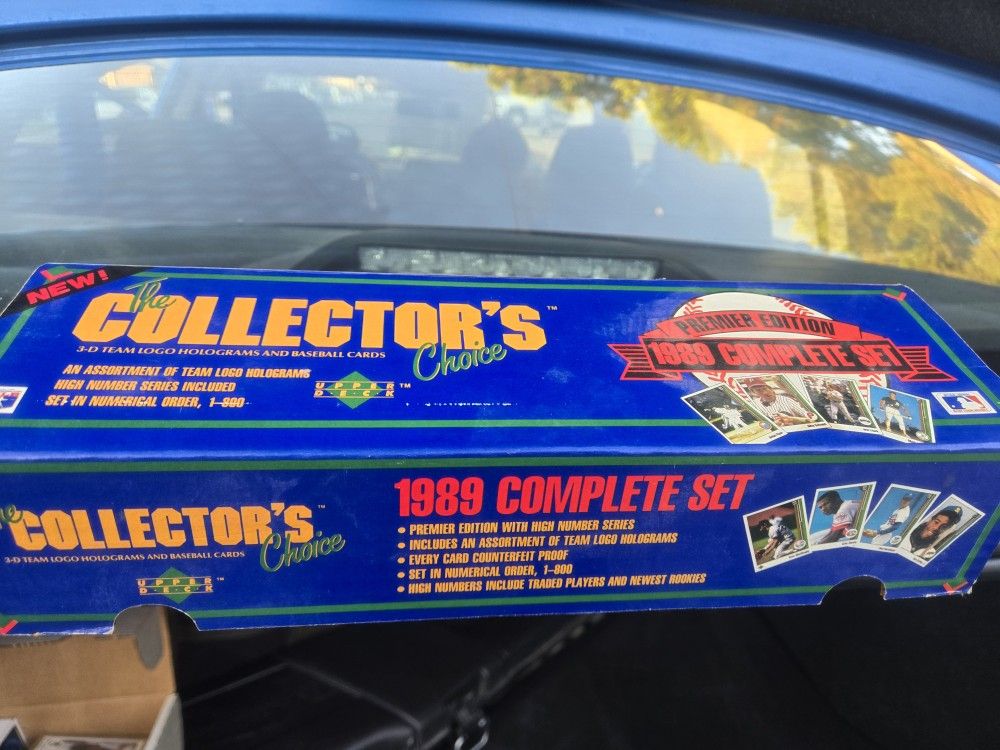 NEW!
The
COLLECTOR'S™
Choice
3-D TEAM LOGO HOLOGRAMS AND BASEBALL CARDS
AN ASSORTMENT OF TEAM LOGO HOLOGRAMS
HIGH NUMBER SERIES INCLUDED
SET IN NUMERICAL ORDER, 1–800
UPPER DECK™
PREMIER EDITION
1989 COMPLETE SET
COLLECTOR'S™
Choice
3-D TEAM LOGO HOLOGRAMS AND BASEBALL CARDS
UPPER DECK™
1989 COMPLETE SET
• PREMIER EDITION WITH HIGH NUMBER SERIES
• INCLUDES AN ASSORTMENT OF TEAM LOGO HOLOGRAMS
• EVERY CARD COUNTERFEIT PROOF
• SET IN NUMERICAL ORDER, 1–800
• HIGH NUMBERS INCLUDE TRADED PLAYERS AND NEWEST ROOKIES